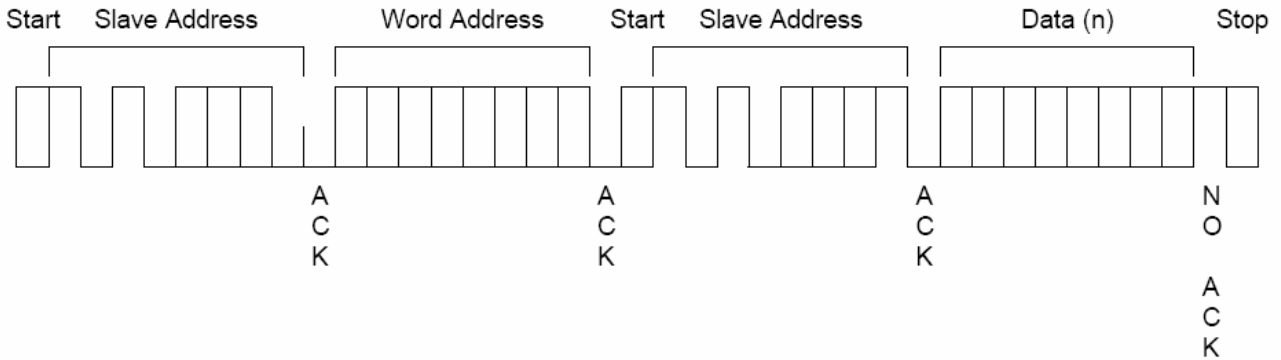 Start Slave Address Word Address Start Slave Address Data (n) Stop
A A A N
C C C O
K K K
A
C
K